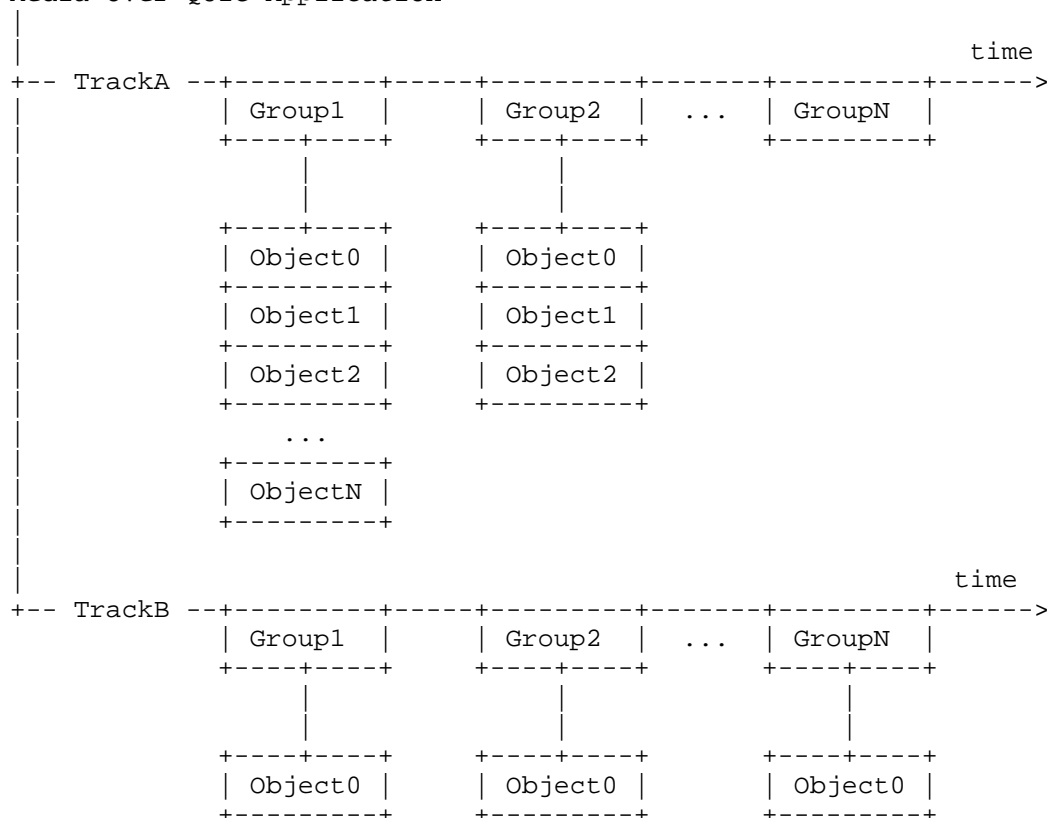 Media Over QUIC Application
|
|                                                          time
+-- TrackA --+---------+-----+---------+-------+---------+------>
|            | Group1  |     | Group2  |  ...  | GroupN  |
|            +----+----+     +----+----+       +---------+
|                 |               |
|                 |               |
|            +----+----+     +----+----+
|            | Object0 |     | Object0 |
|            +---------+     +---------+
|            | Object1 |     | Object1 |
|            +---------+     +---------+
|            | Object2 |     | Object2 |
|            +---------+     +---------+
|                ...
|            +---------+
|            | ObjectN |
|            +---------+
|
|                                                         time
+-- TrackB --+---------+-----+---------+-------+---------+------>
             | Group1  |     | Group2  |  ...  | GroupN  |
             +----+----+     +----+----+       +----+----+
                  |               |                 |
                  |               |                 |
             +----+----+     +----+----+       +----+----+
             | Object0 |     | Object0 |       | Object0 |
             +---------+     +---------+       +---------+